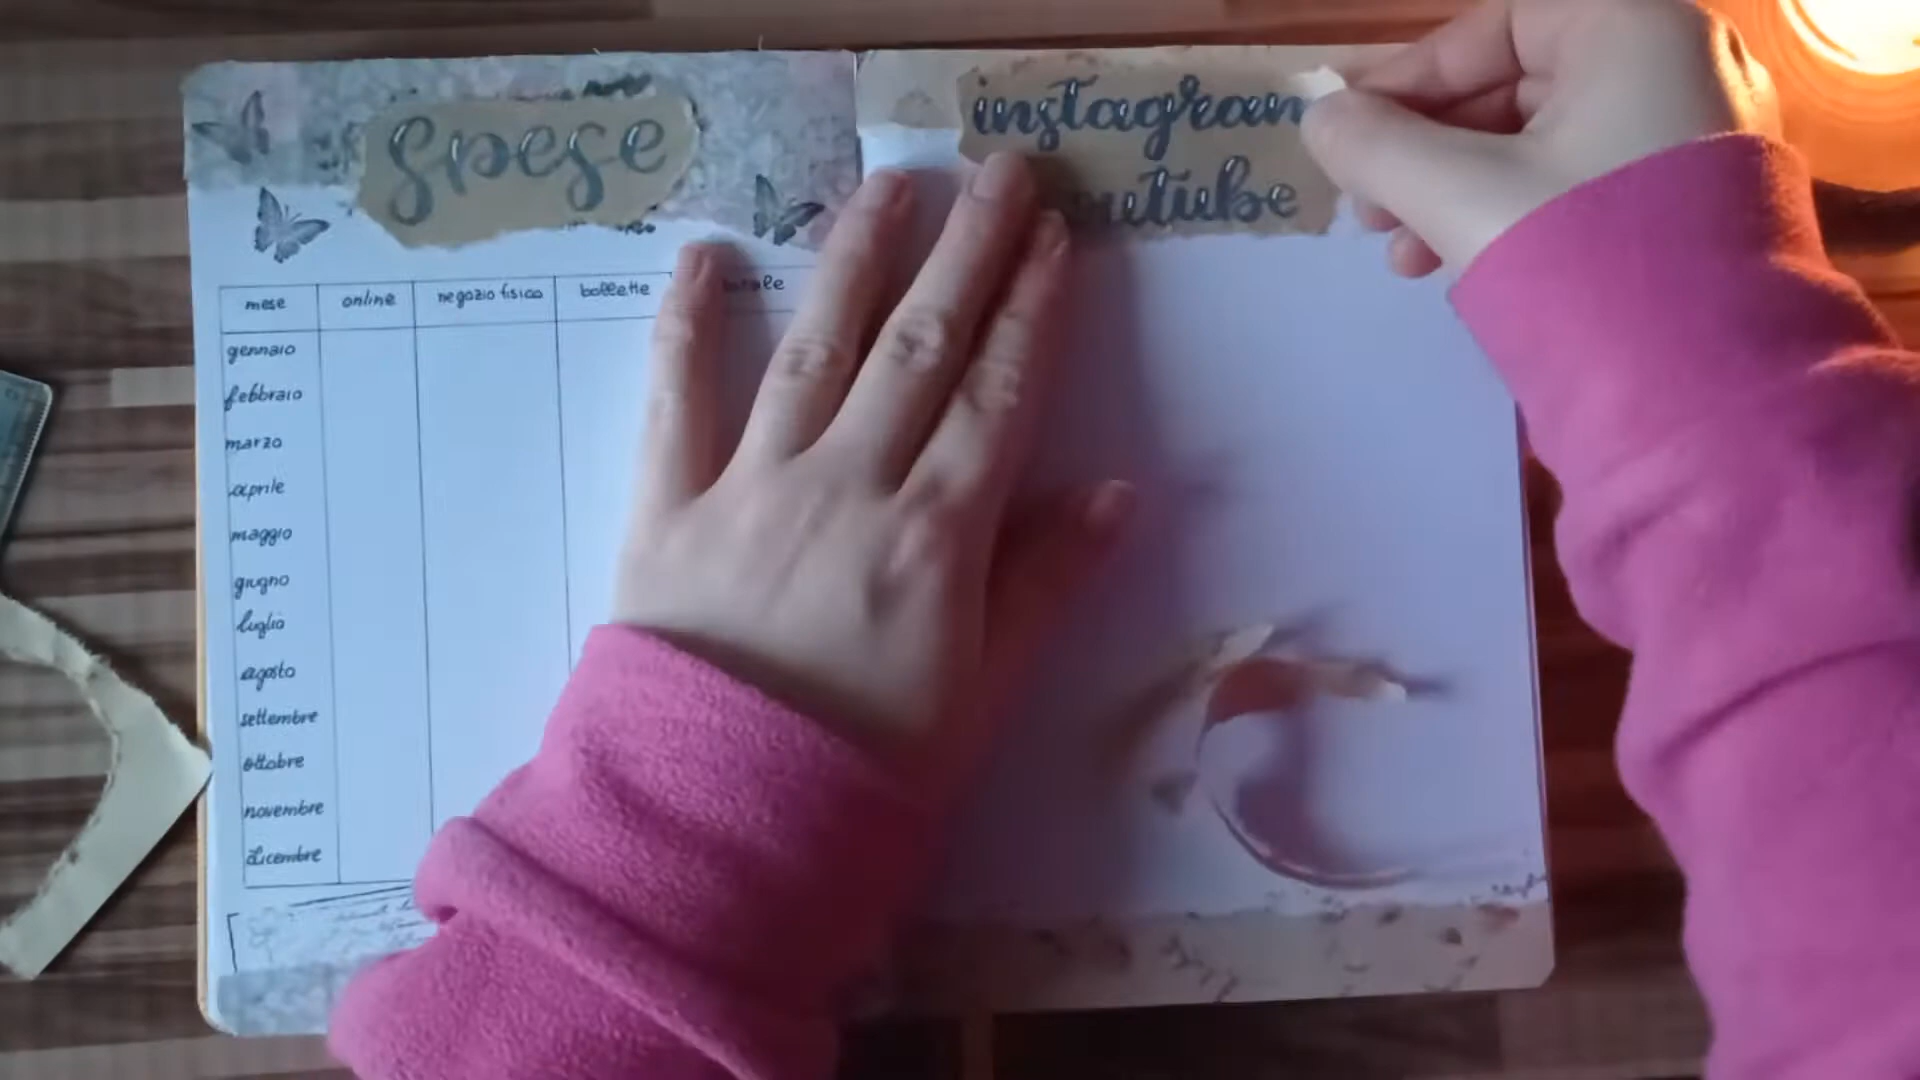 spese
instagram
mese online negozio fisico bollette totale
gennaio
febbraio
marzo
aprile
maggio
giugno
luglio
agosto
settembre
ottobre
novembre
dicembre